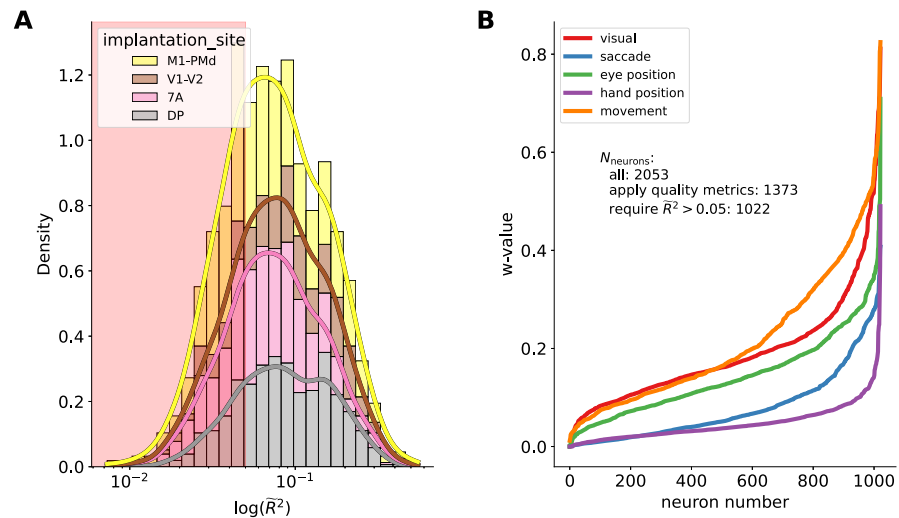 A
implantation_site
M1-PMd
V1-V2
7A
DP
Density
1.2
1.0
0.8
0.6
0.4
0.2
0.0
10⁻²
10⁻¹
log(R̃²)
B
visual
saccade
eye position
hand position
movement
N_neurons:
all: 2053
apply quality metrics: 1373
require R̃² > 0.05: 1022
w-value
0.8
0.6
0.4
0.2
0.0
0
200
400
600
800
1000
neuron number